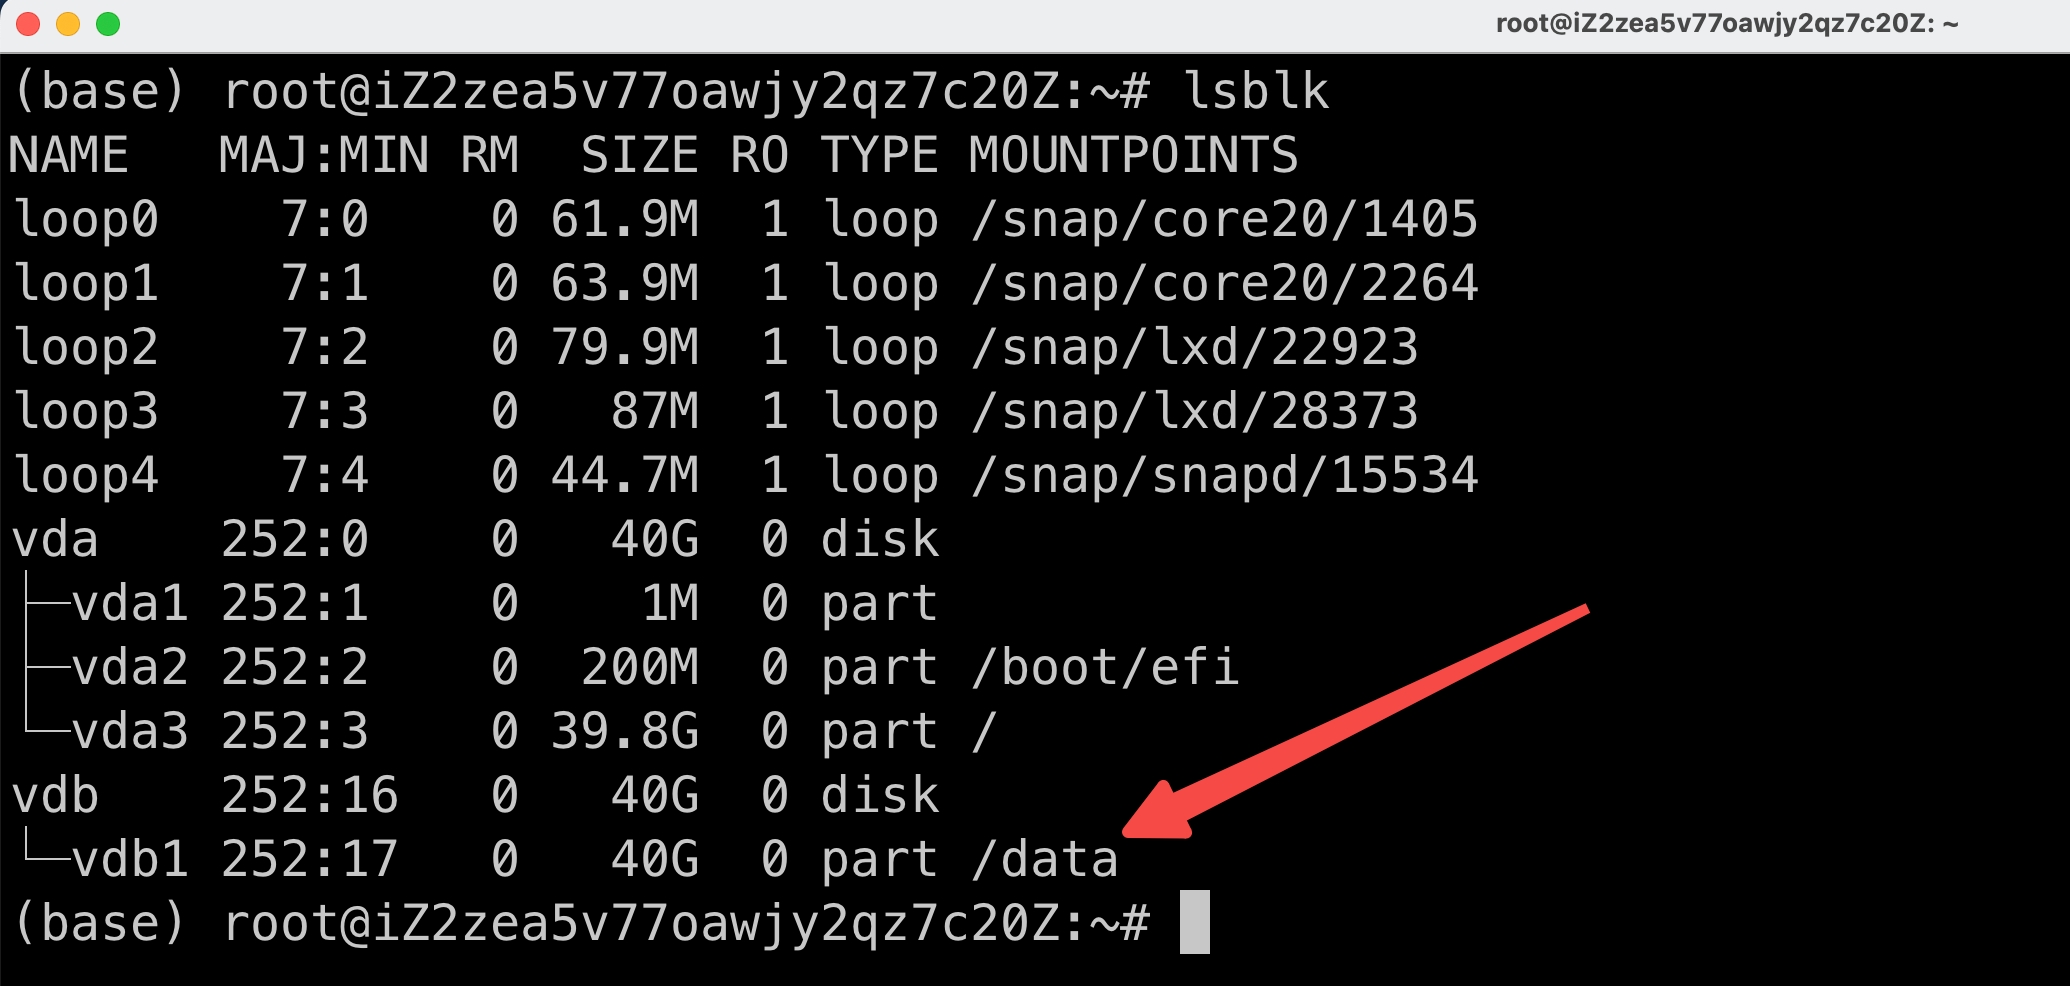 root@iZ2zea5v77oawjy2qz7c20Z: ~
(base) root@iZ2zea5v77oawjy2qz7c20Z:~# lsblk
NAME   MAJ:MIN RM   SIZE RO TYPE MOUNTPOINTS
loop0    7:0    0 61.9M  1 loop /snap/core20/1405
loop1    7:1    0 63.9M  1 loop /snap/core20/2264
loop2    7:2    0 79.9M  1 loop /snap/lxd/22923
loop3    7:3    0   87M  1 loop /snap/lxd/28373
loop4    7:4    0 44.7M  1 loop /snap/snapd/15534
vda    252:0    0   40G  0 disk
├─vda1 252:1    0    1M  0 part
├─vda2 252:2    0  200M  0 part /boot/efi
└─vda3 252:3    0 39.8G  0 part /
vdb    252:16   0   40G  0 disk
└─vdb1 252:17   0   40G  0 part /data
(base) root@iZ2zea5v77oawjy2qz7c20Z:~#